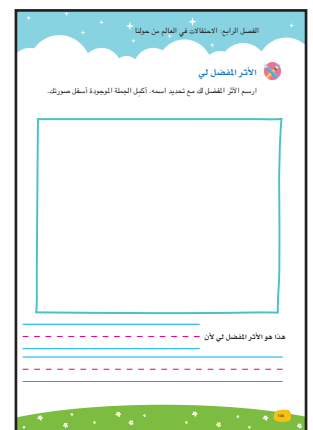 الفصل الرابع: الاحتفالات في العالم من حولنا
الأثر المفضل لي
ارسم الأثر المفضل لك مع تحديد اسمه. أكمل الجملة الموجودة أسفل صورتك.
هذا هو الأثر المفضل لي لأن